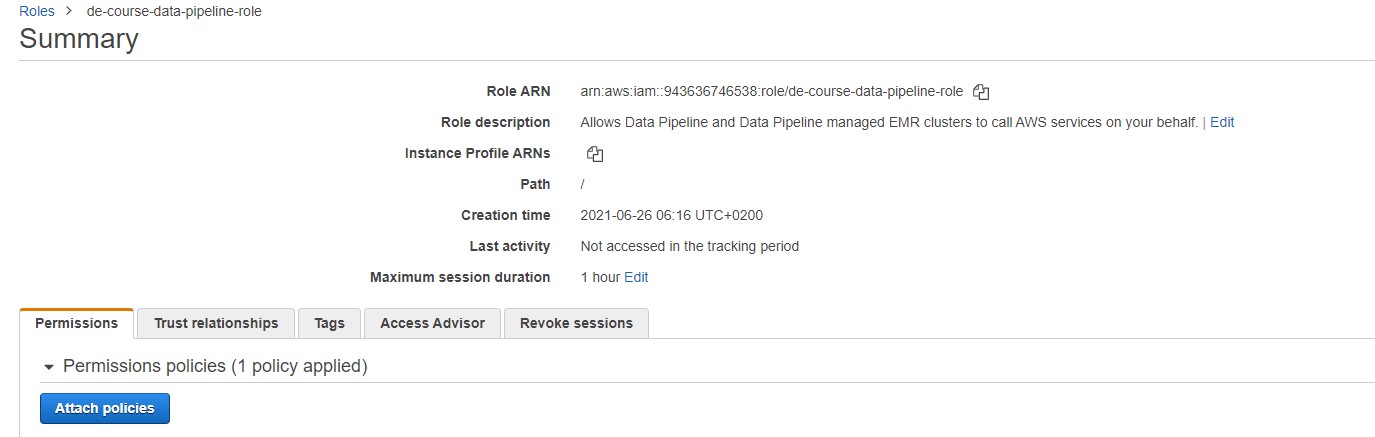 Roles > de-course-data-pipeline-role
Summary
Role ARN arn:aws:iam::943636746538:role/de-course-data-pipeline-role
Role description Allows Data Pipeline and Data Pipeline managed EMR clusters to call AWS services on your behalf. | Edit
Instance Profile ARNs
Path /
Creation time 2021-06-26 06:16 UTC+0200
Last activity Not accessed in the tracking period
Maximum session duration 1 hour Edit
Permissions Trust relationships Tags Access Advisor Revoke sessions
Permissions policies (1 policy applied)
Attach policies